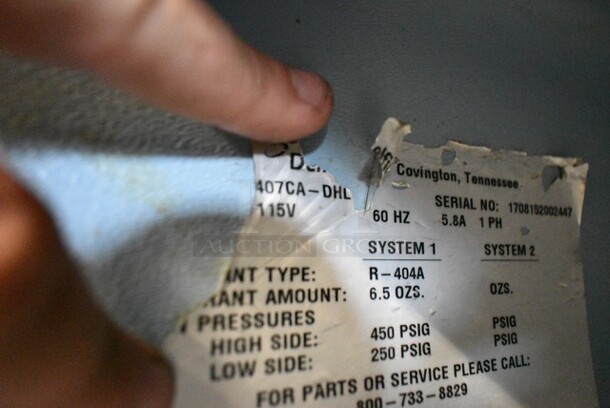 Covington, Tennessee
407CA-DHL
SERIAL NO: 1708152002447
115V 60 HZ 5.8A 1 PH
SYSTEM 1 SYSTEM 2
ANT TYPE: R-404A
RANT AMOUNT: 6.5 OZS. OZS.
PRESSURES
HIGH SIDE: 450 PSIG PSIG
LOW SIDE: 250 PSIG PSIG
FOR PARTS OR SERVICE PLEASE CALL:
800-733-8829
AUCTION GROUP